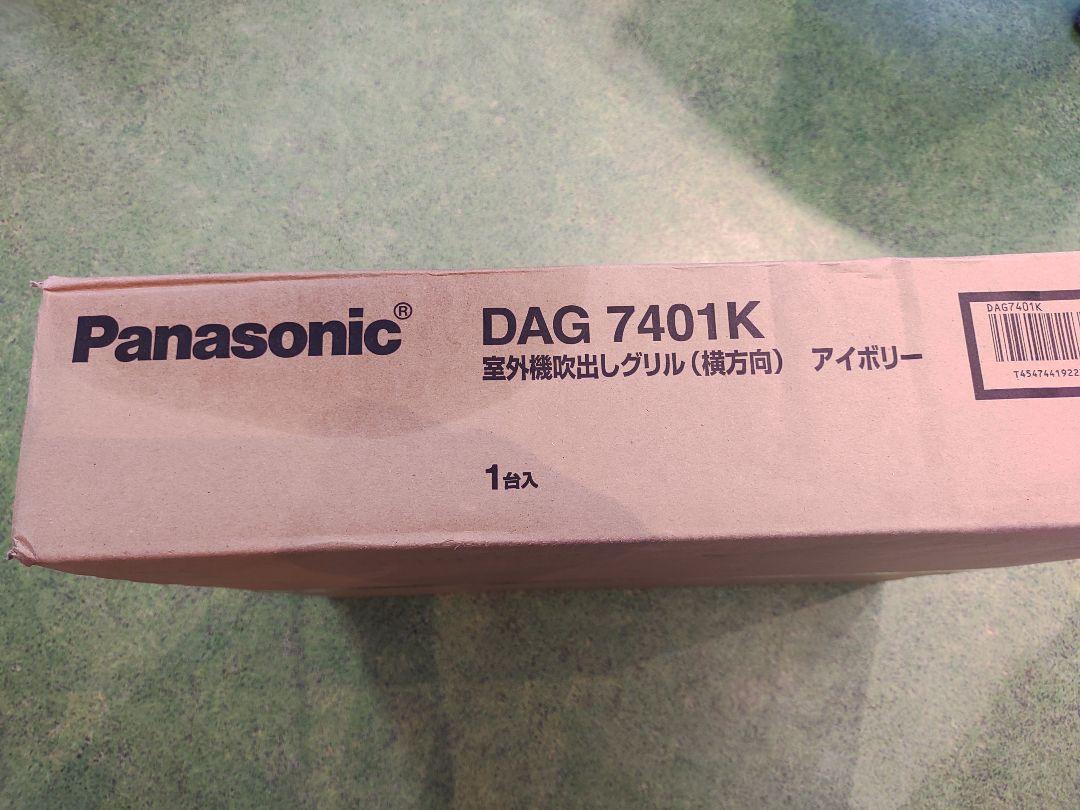 Panasonic®
DAG 7401K
室外機吹出しグリル(横方向) アイボリー
1台入
DAG7401K
T4547441922